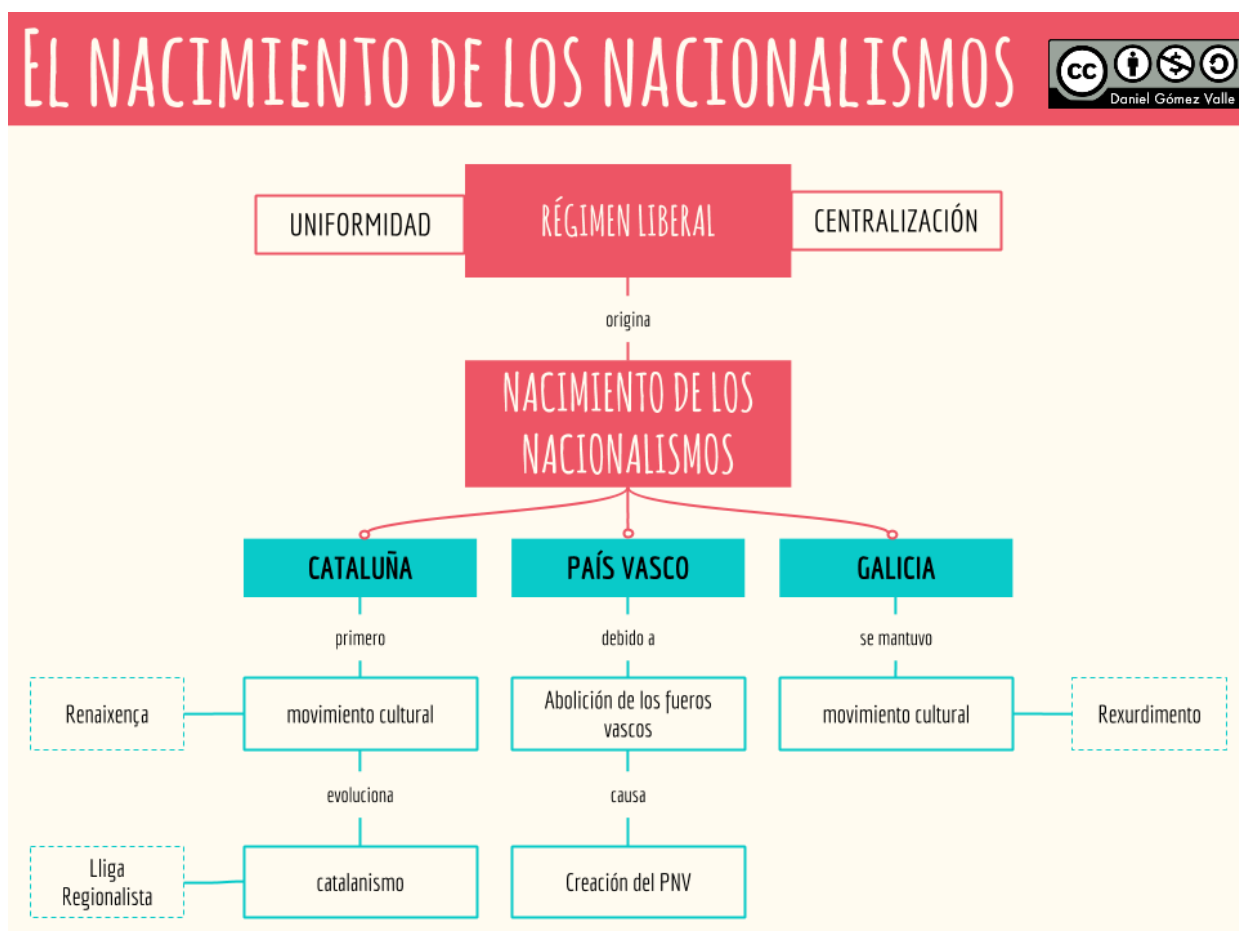 EL NACIMIENTO DE LOS NACIONALISMOS
cc
Daniel Gómez Valle
UNIFORMIDAD
RÉGIMEN LIBERAL
CENTRALIZACIÓN
origina
NACIMIENTO DE LOS
NACIONALISMOS
CATALUÑA
PAÍS VASCO
GALICIA
primero
debido a
se mantuvo
Renaixença
movimiento cultural
Abolición de los fueros
vascos
movimiento cultural
Rexurdimento
evoluciona
causa
Lliga
Regionalista
catalanismo
Creación del PNV